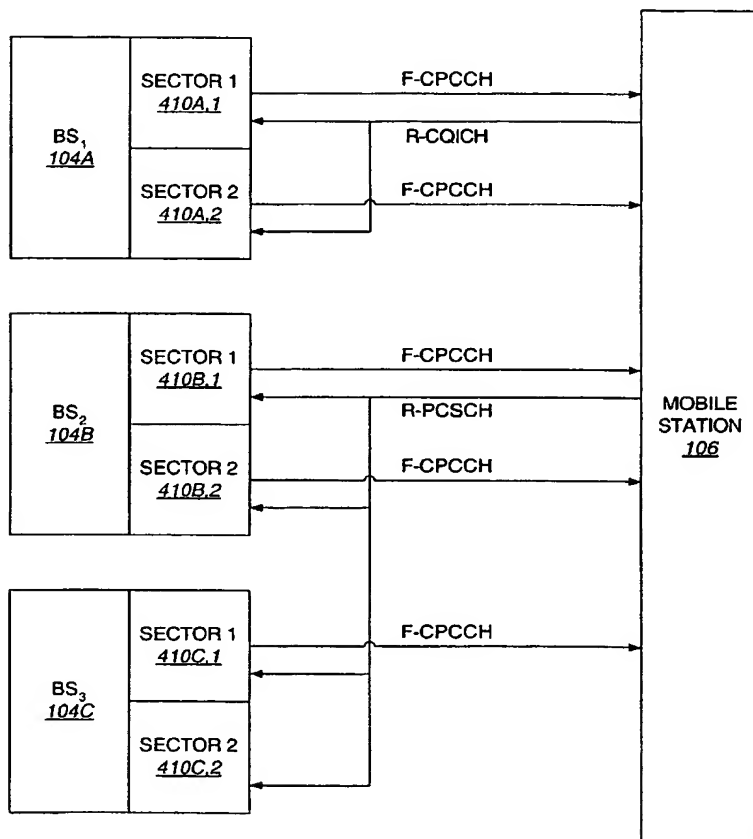 SECTOR 1
410A,1
F-CPCCH
R-CQICH
BS1
104A
SECTOR 2
410A,2
F-CPCCH
SECTOR 1
410B,1
F-CPCCH
R-PCSCH
BS2
104B
SECTOR 2
410B,2
F-CPCCH
MOBILE
STATION
106
SECTOR 1
410C,1
F-CPCCH
BS3
104C
SECTOR 2
410C,2